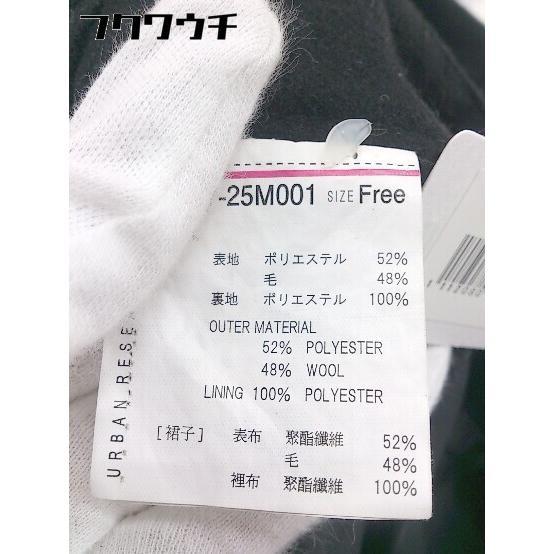 フクワウチ
-25M001 SIZE Free
表地 ポリエステル 52%
毛 48%
裏地 ポリエステル 100%
OUTER MATERIAL
52% POLYESTER
48% WOOL
LINING 100% POLYESTER
[裙子] 表布 聚酯纖維 52%
毛 48%
裡布 聚酯纖維 100%
URBAN RESE